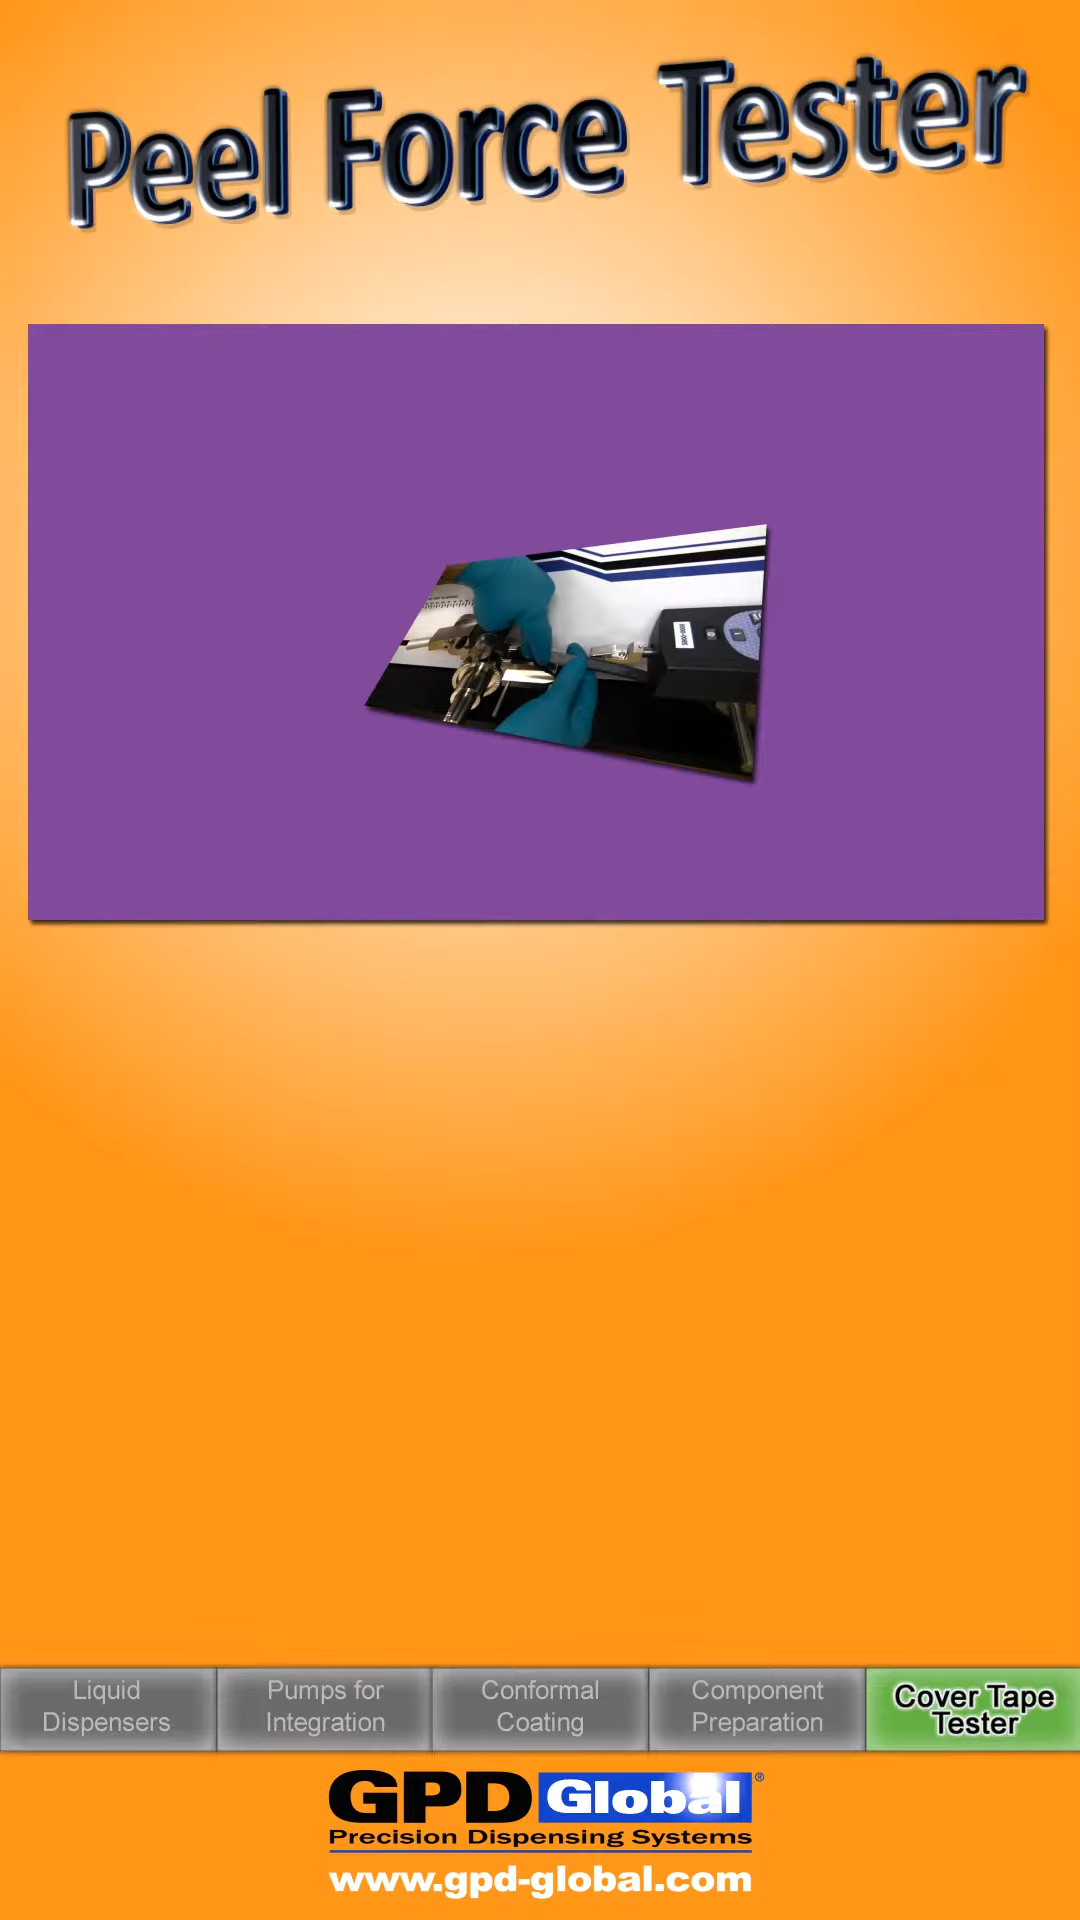 Peel Force Tester
Liquid
Dispensers
Pumps for
Integration
Conformal
Coating
Component
Preparation
Cover Tape
Tester
GPD Global®
Precision Dispensing Systems
www.gpd-global.com